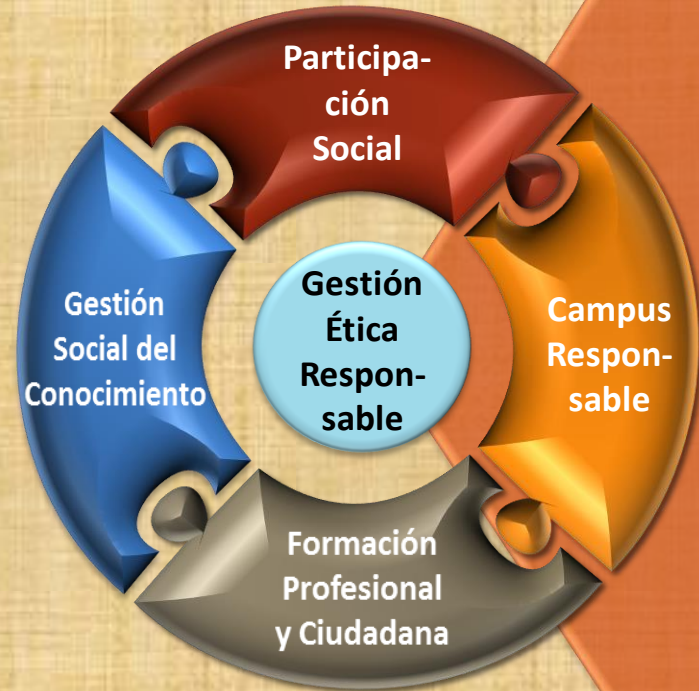 Participa-
ción
Social
Gestión
Social del
Conocimiento
Gestión
Ética
Respon-
sable
Campus
Respon-
sable
Formación
Profesional
y Ciudadana